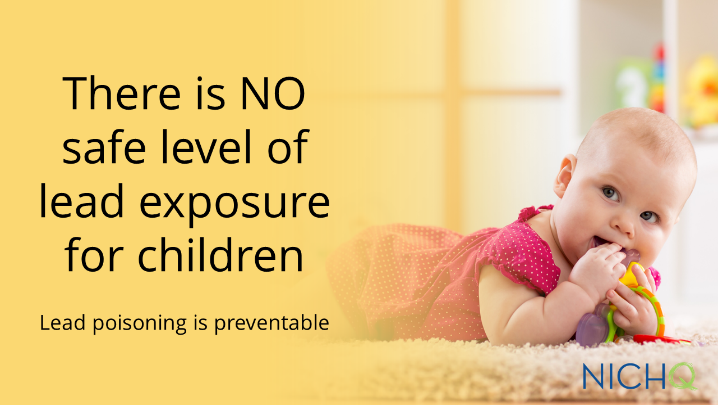 There is NO
safe level of
lead exposure
for children
Lead poisoning is preventable
NICHQ